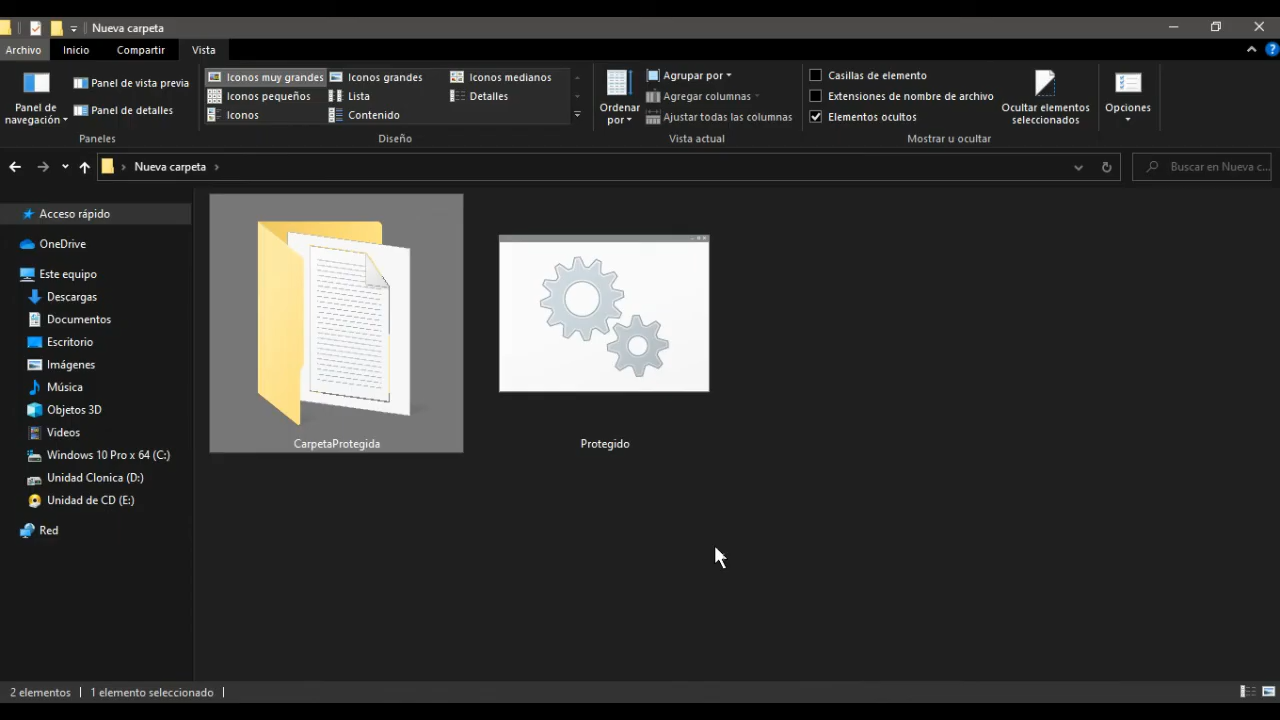 Nueva carpeta
Archivo Inicio Compartir Vista
Panel de navegación
Panel de vista previa
Panel de detalles
Paneles
Iconos muy grandes Iconos grandes Iconos medianos
Iconos pequeños Lista Detalles
Iconos Contenido
Diseño
Ordenar por
Agrupar por
Agregar columnas
Ajustar todas las columnas
Vista actual
Casillas de elemento
Extensiones de nombre de archivo
Elementos ocultos
Ocultar elementos seleccionados
Mostrar u ocultar
Opciones
Nueva carpeta
Buscar en Nueva c...
Acceso rápido
OneDrive
Este equipo
Descargas
Documentos
Escritorio
Imágenes
Música
Objetos 3D
Videos
Windows 10 Pro x 64 (C:)
Unidad Clonica (D:)
Unidad de CD (E:)
Red
CarpetaProtegida
Protegido
2 elementos 1 elemento seleccionado